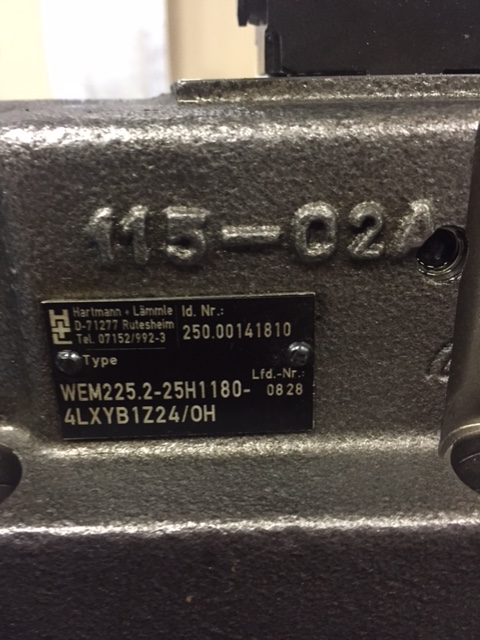 115-02A
H+L
Hartmann + Lämmle
D-71277 Rutesheim
Tel. 07152/992-3
Id. Nr.:
250.00141810
Type
Lfd.-Nr.:
WEM225.2-25H1180- 0828
4LXYB1Z24/OH